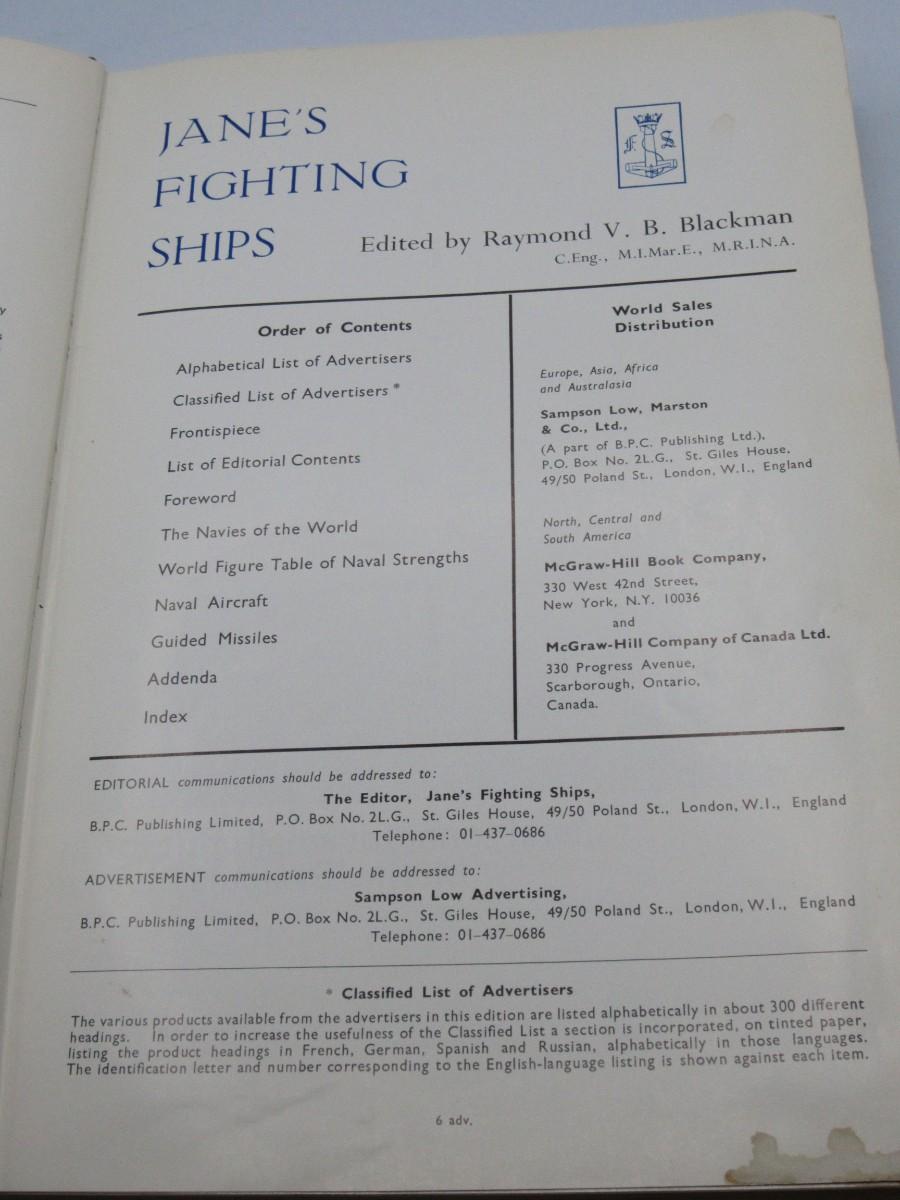 JANE'S
FIGHTING
SHIPS
F. S
Edited by Raymond V. B. Blackman
C.Eng., M.I.Mar.E., M.R.I.N.A.
Order of Contents
Alphabetical List of Advertisers
Classified List of Advertisers *
Frontispiece
List of Editorial Contents
Foreword
The Navies of the World
World Figure Table of Naval Strengths
Naval Aircraft
Guided Missiles
Addenda
Index
World Sales
Distribution
Europe, Asia, Africa
and Australasia
Sampson Low, Marston
& Co., Ltd.,
(A part of B.P.C. Publishing Ltd.),
P.O. Box No. 2L.G., St. Giles House,
49/50 Poland St., London, W.1., England
North, Central and
South America
McGraw-Hill Book Company,
330 West 42nd Street,
New York, N.Y. 10036
and
McGraw-Hill Company of Canada Ltd.
330 Progress Avenue,
Scarborough, Ontario,
Canada.
EDITORIAL communications should be addressed to:
The Editor, Jane's Fighting Ships,
B.P.C. Publishing Limited, P.O. Box No. 2L.G., St. Giles House, 49/50 Poland St., London, W.1., England
Telephone: 01-437-0686
ADVERTISEMENT communications should be addressed to:
Sampson Low Advertising,
B.P.C. Publishing Limited, P.O. Box No. 2L.G., St. Giles House, 49/50 Poland St., London, W.1., England
Telephone: 01-437-0686
* Classified List of Advertisers
The various products available from the advertisers in this edition are listed alphabetically in about 300 different
headings. In order to increase the usefulness of the Classified List a section is incorporated, on tinted paper,
listing the product headings in French, German, Spanish and Russian, alphabetically in those languages.
The identification letter and number corresponding to the English-language listing is shown against each item.
6 adv.